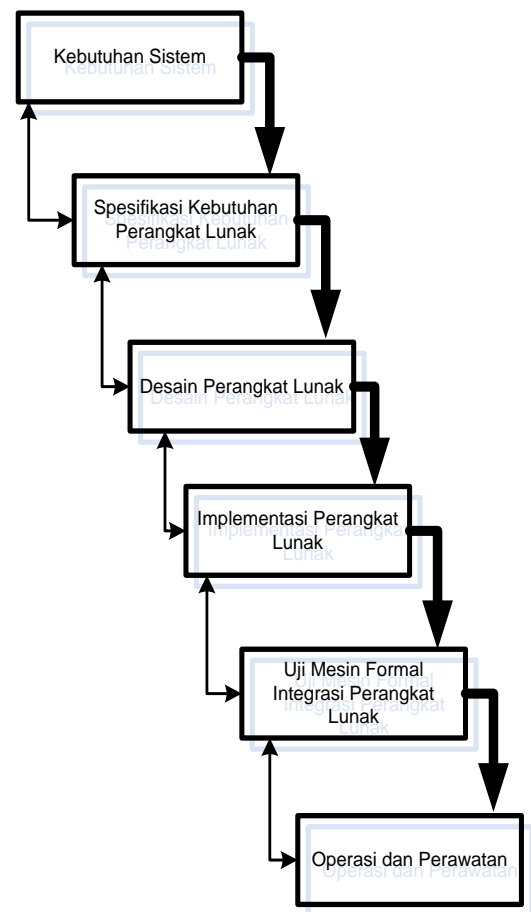 Kebutuhan Sistem
Spesifikasi Kebutuhan
Perangkat Lunak
Desain Perangkat Lunak
Implementasi Perangkat
Lunak
Uji Mesin Formal
Integrasi Perangkat
Lunak
Operasi dan Perawatan